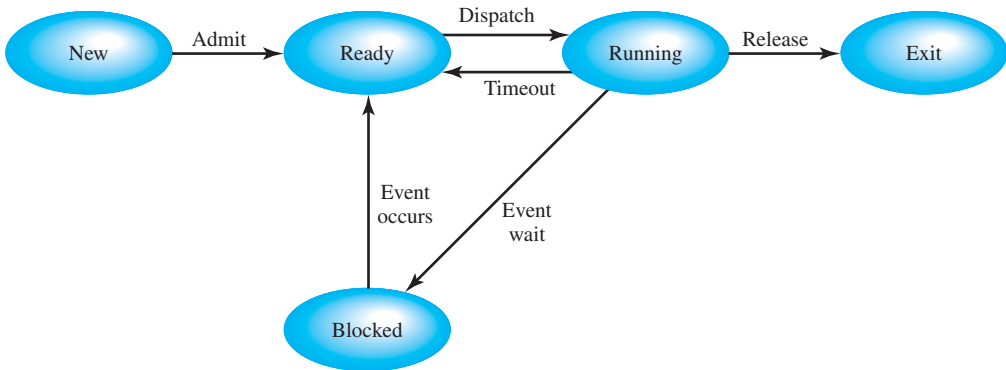 Dispatch
New
Admit
Ready
Running
Release
Exit
Timeout
Event
occurs
Event
wait
Blocked